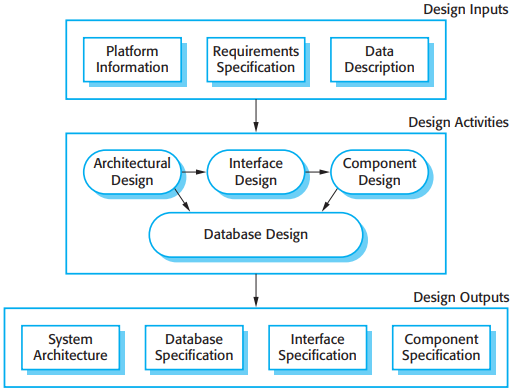 Design Inputs
Platform
Information
Requirements
Specification
Data
Description
Design Activities
Architectural
Design
Interface
Design
Component
Design
Database Design
Design Outputs
System
Architecture
Database
Specification
Interface
Specification
Component
Specification